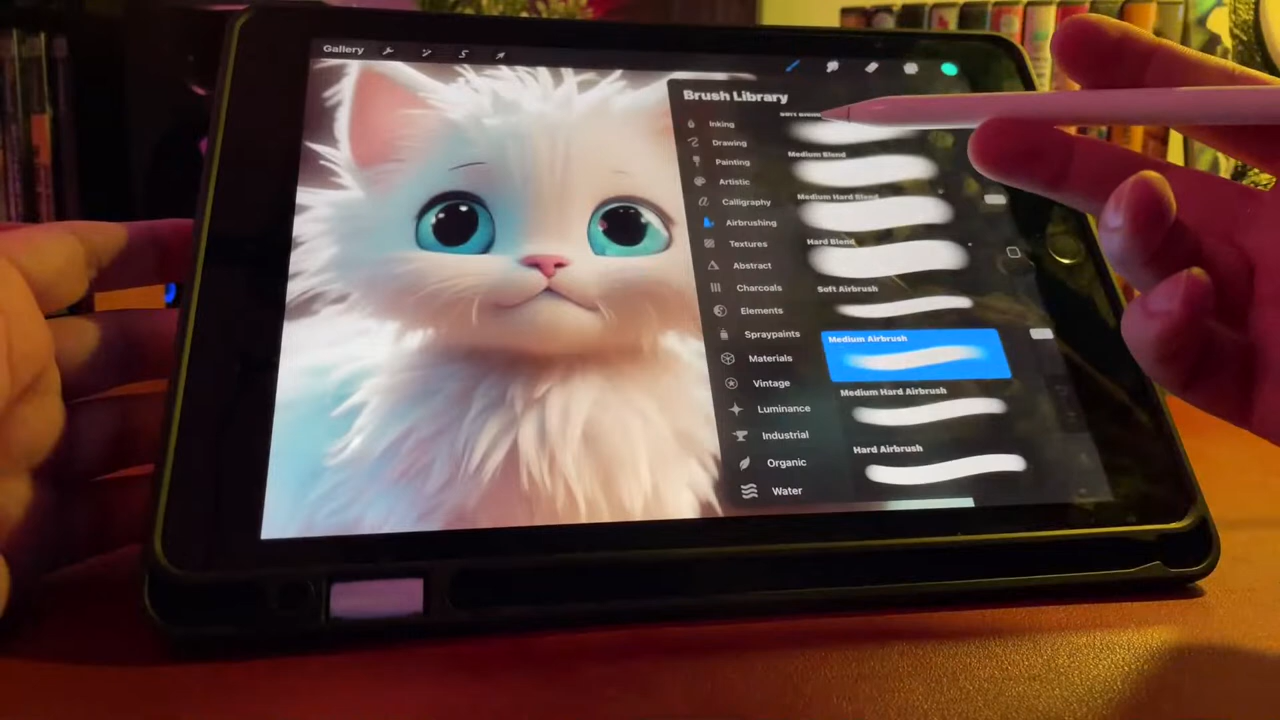 Gallery
Brush Library
Inking
Drawing
Painting
Artistic
Calligraphy
Airbrushing
Textures
Abstract
Charcoals
Elements
Spraypaints
Materials
Vintage
Luminance
Industrial
Organic
Water
Medium Blend
Medium Hard Blend
Hard Blend
Soft Airbrush
Medium Airbrush
Medium Hard Airbrush
Hard Airbrush